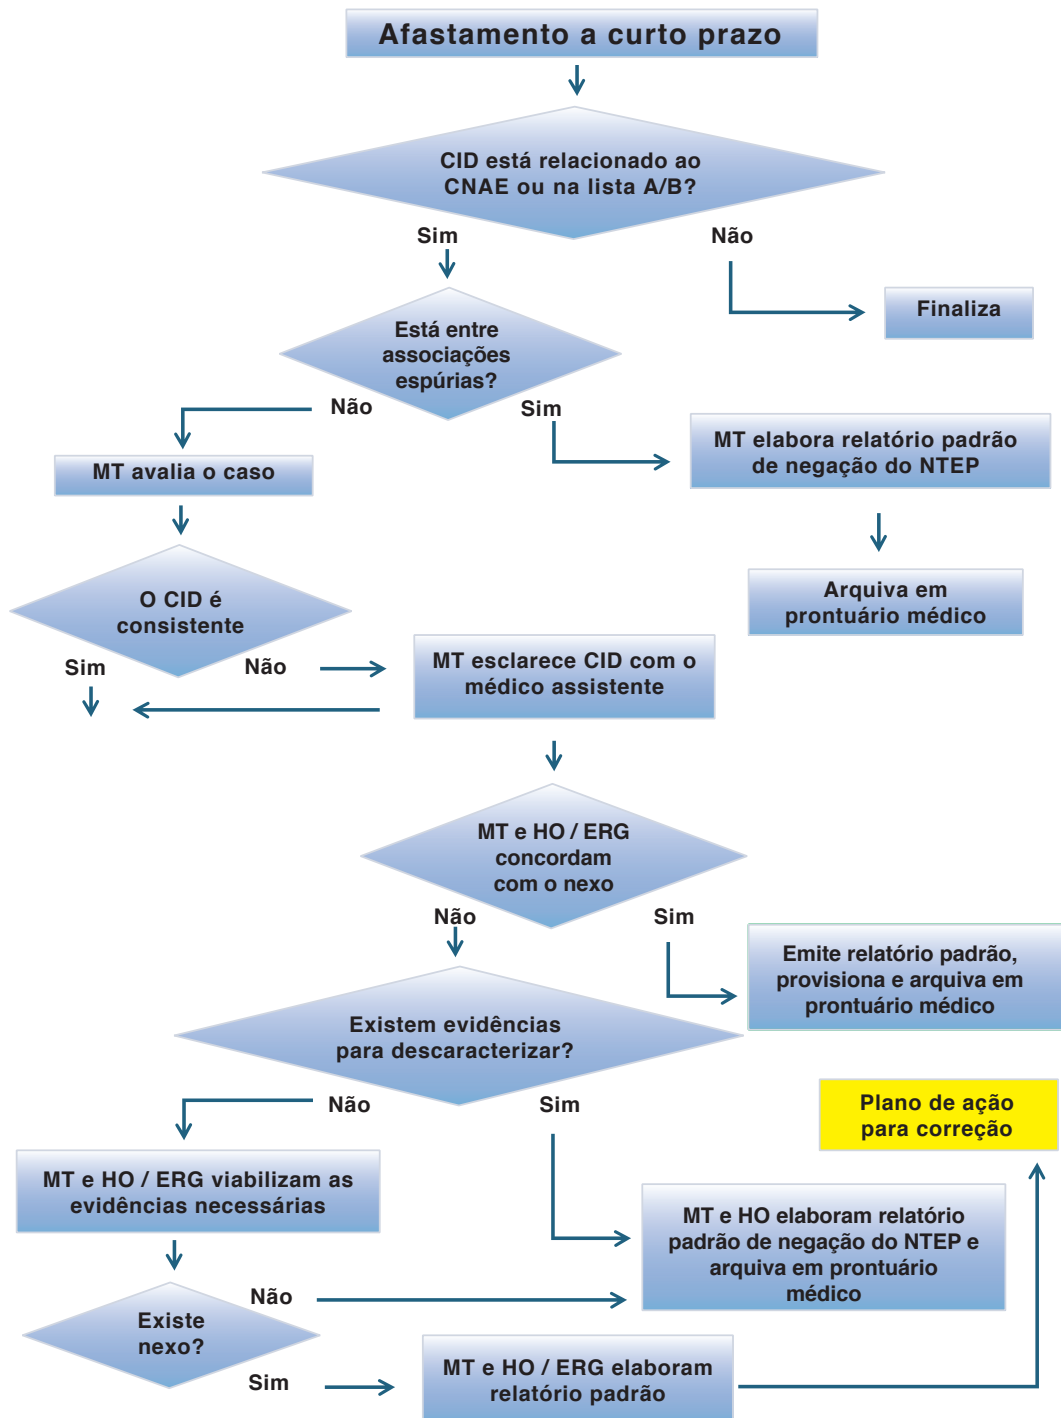 Afastamento a curto prazo
CID está relacionado ao
CNAE ou na lista A/B?
Sim
Não
Finaliza
Está entre
associações
espúrias?
Não
Sim
MT elabora relatório padrão
de negação do NTEP
MT avalia o caso
Arquiva em
prontuário médico
O CID é
consistente
Sim
Não
MT esclarece CID com o
médico assistente
MT e HO / ERG
concordam
com o nexo
Não
Sim
Emite relatório padrão,
provisiona e arquiva em
prontuário médico
Existem evidências
para descaracterizar?
Não
Sim
Plano de ação
para correção
MT e HO / ERG viabilizam as
evidências necessárias
MT e HO elaboram relatório
padrão de negação do NTEP e
arquiva em prontuário
médico
Existe
nexo?
Não
Sim
MT e HO / ERG elaboram
relatório padrão